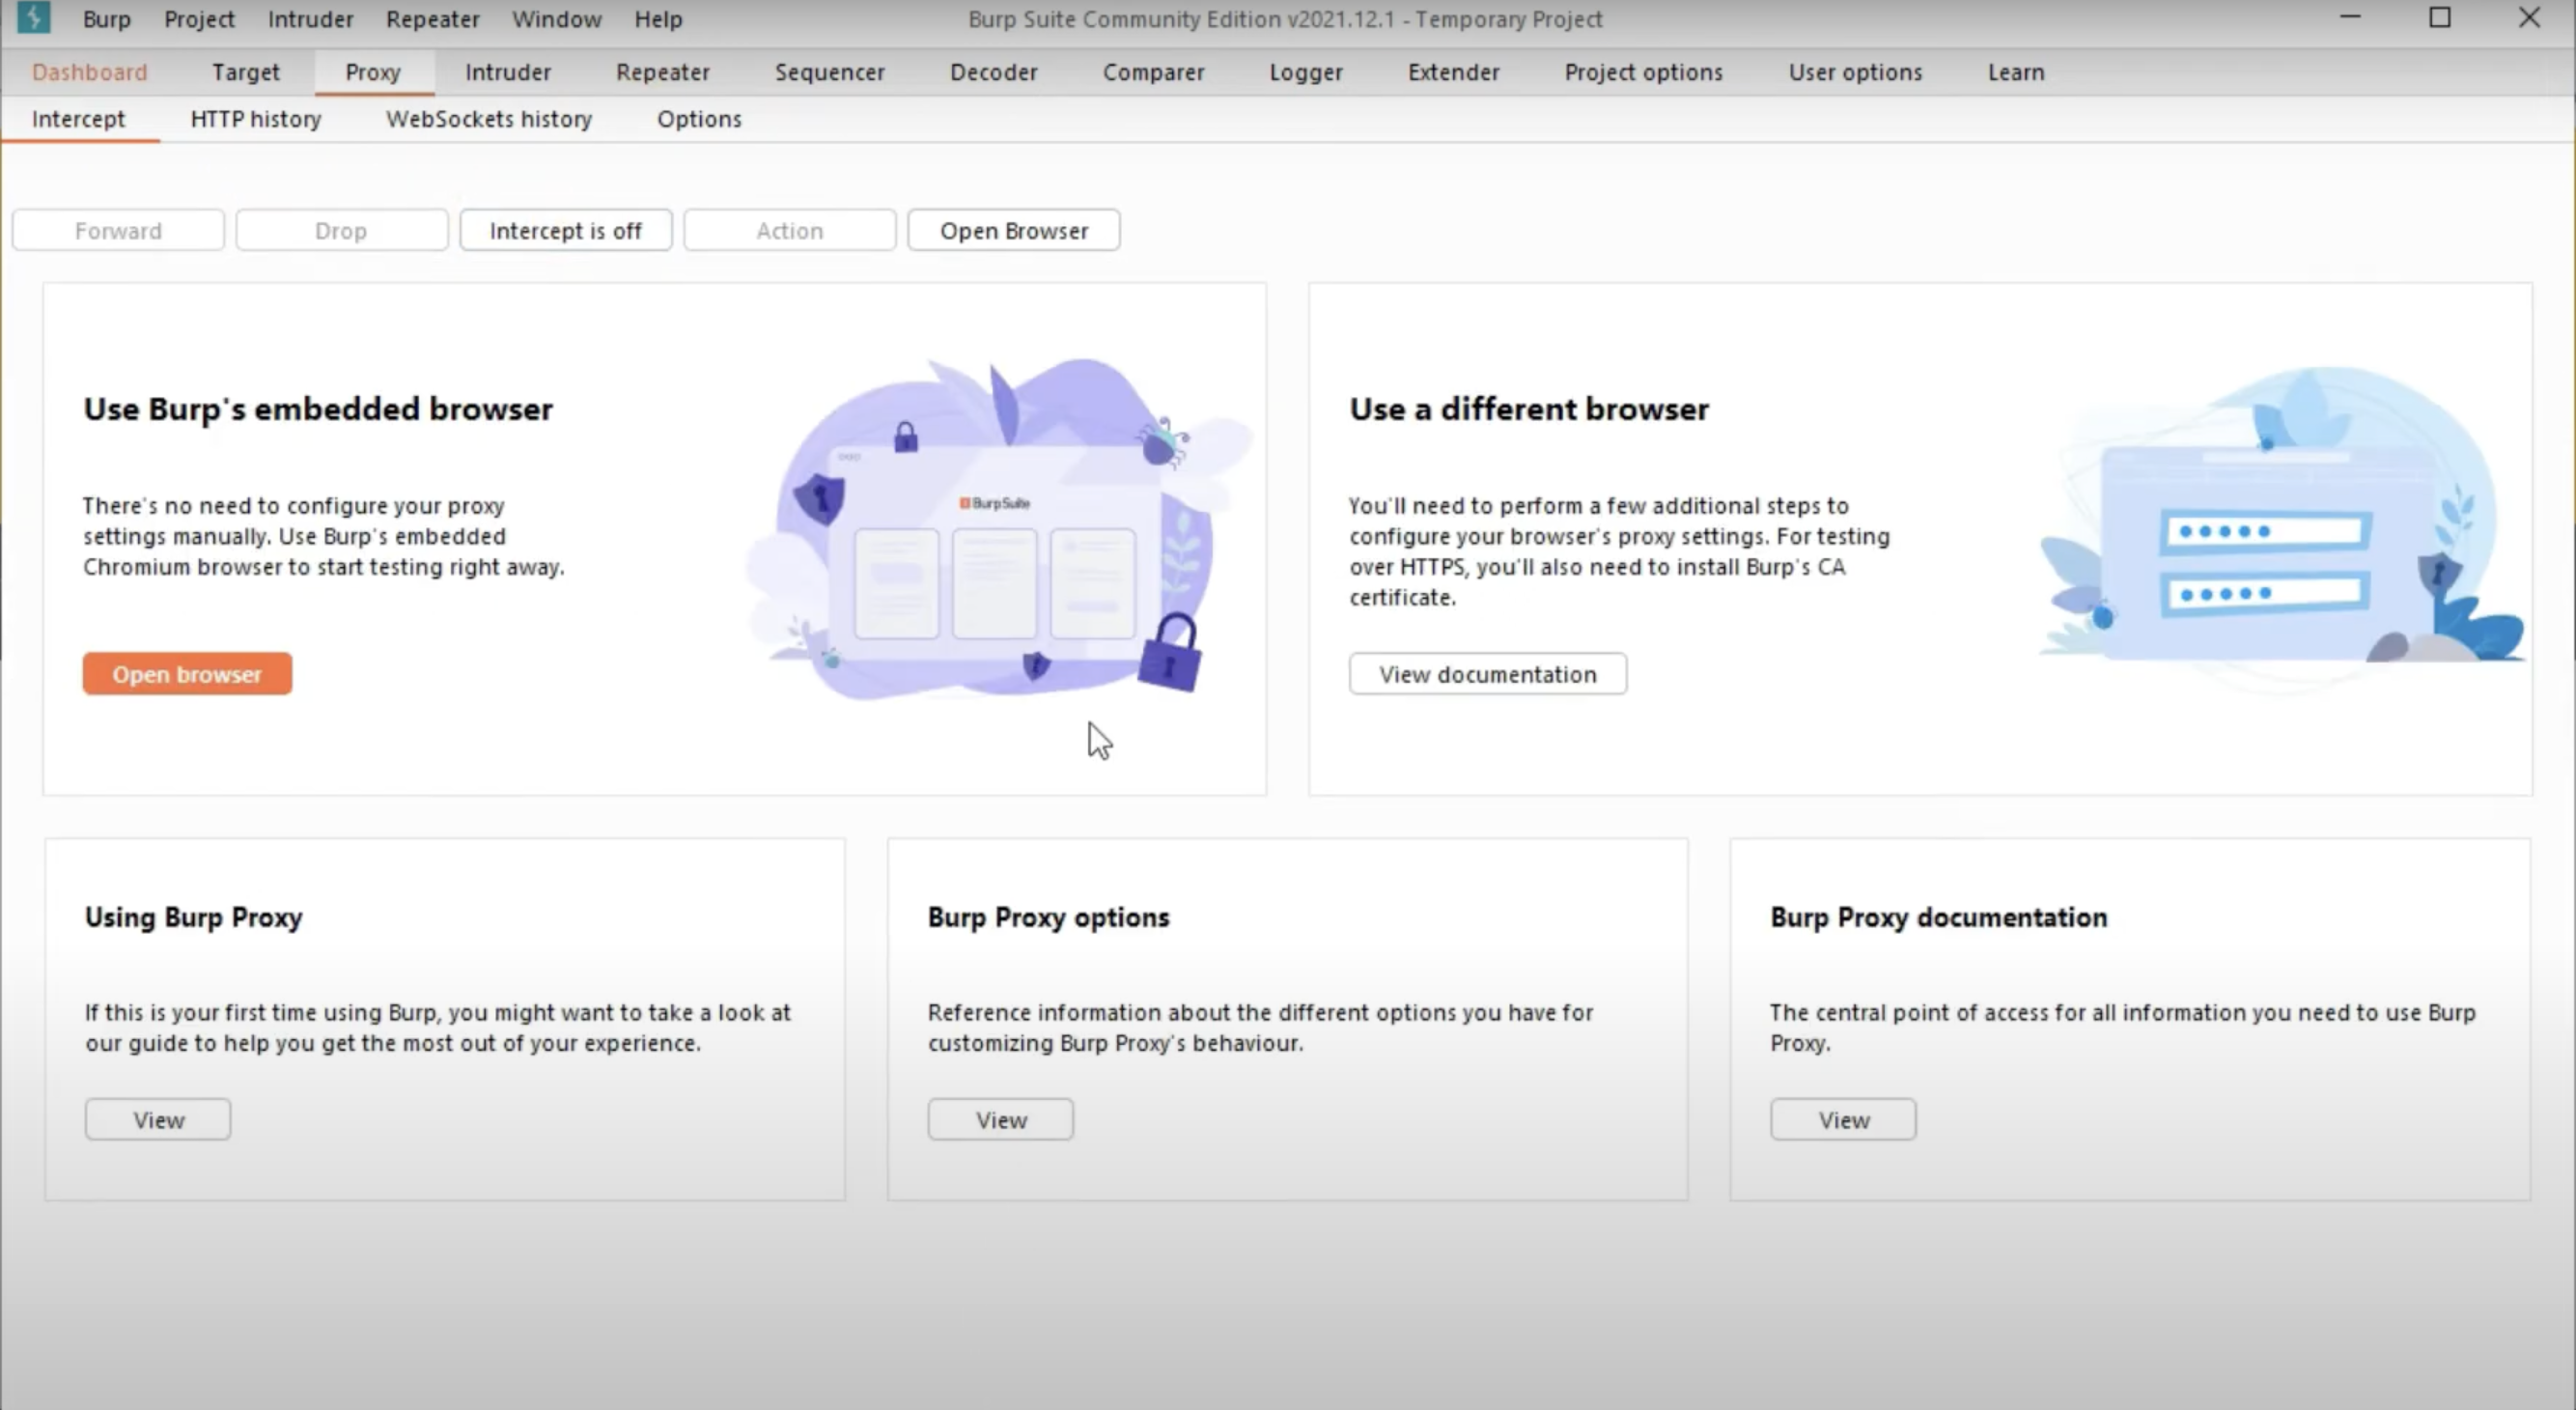 Burp Project Intruder Repeater Window Help Burp Suite Community Edition v2021.12.1 - Temporary Project
Dashboard Target Proxy Intruder Repeater Sequencer Decoder Comparer Logger Extender Project options User options Learn
Intercept HTTP history WebSockets history Options
Forward Drop Intercept is off Action Open Browser
Use Burp's embedded browser
There's no need to configure your proxy
settings manually. Use Burp's embedded
Chromium browser to start testing right away.
Open browser
BurpSuite
Use a different browser
You'll need to perform a few additional steps to
configure your browser's proxy settings. For testing
over HTTPS, you'll also need to install Burp's CA
certificate.
View documentation
Using Burp Proxy
If this is your first time using Burp, you might want to take a look at
our guide to help you get the most out of your experience.
View
Burp Proxy options
Reference information about the different options you have for
customizing Burp Proxy's behaviour.
View
Burp Proxy documentation
The central point of access for all information you need to use Burp
Proxy.
View